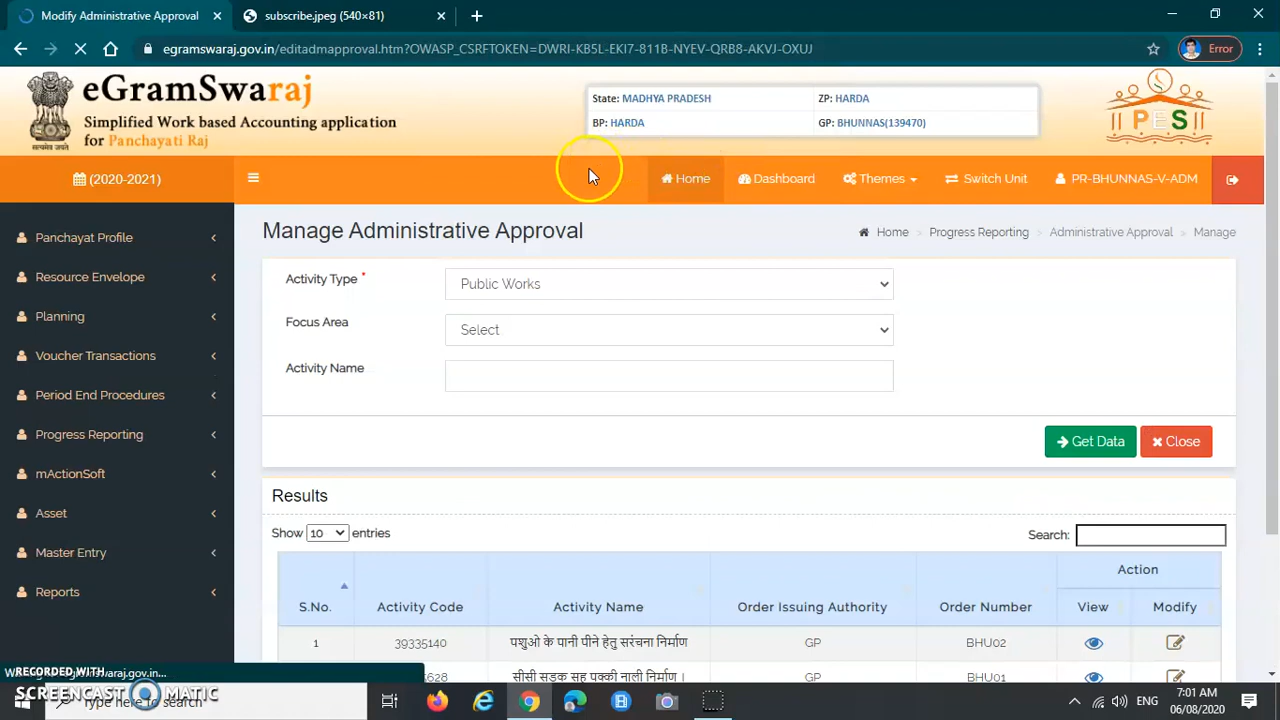 Modify Administrative Approval
subscribe.jpeg (540×81)
egramswaraj.gov.in/editadmapproval.htm?OWASP_CSRFTOKEN=DWRI-KB5L-EKI7-811B-NYEV-QRB8-AKVJ-OXUJ
Error
eGramSwaraj
Simplified Work based Accounting application
for Panchayati Raj
State: MADHYA PRADESH ZP: HARDA
BP: HARDA GP: BHUNNAS(139470)
PES
(2020-2021) Home Dashboard Themes Switch Unit PR-BHUNNAS-V-ADM
Panchayat Profile
Resource Envelope
Planning
Voucher Transactions
Period End Procedures
Progress Reporting
mActionSoft
Asset
Master Entry
Reports
Manage Administrative Approval
Home > Progress Reporting > Administrative Approval > Manage
Activity Type * Public Works
Focus Area Select
Activity Name
Get Data Close
Results
Show 10 entries Search:
Action
S.No. Activity Code Activity Name Order Issuing Authority Order Number View Modify
1 39335140 पशुओ के पानी पीने हेतु सरंचना निर्माण GP BHU02
5628 सीसी सड़क सह पक्की नाली निर्माण । GP BHU01
RECORDED WITH
SCREENCAST MATIC
Type here to search
ENG
7:01 AM
06/08/2020